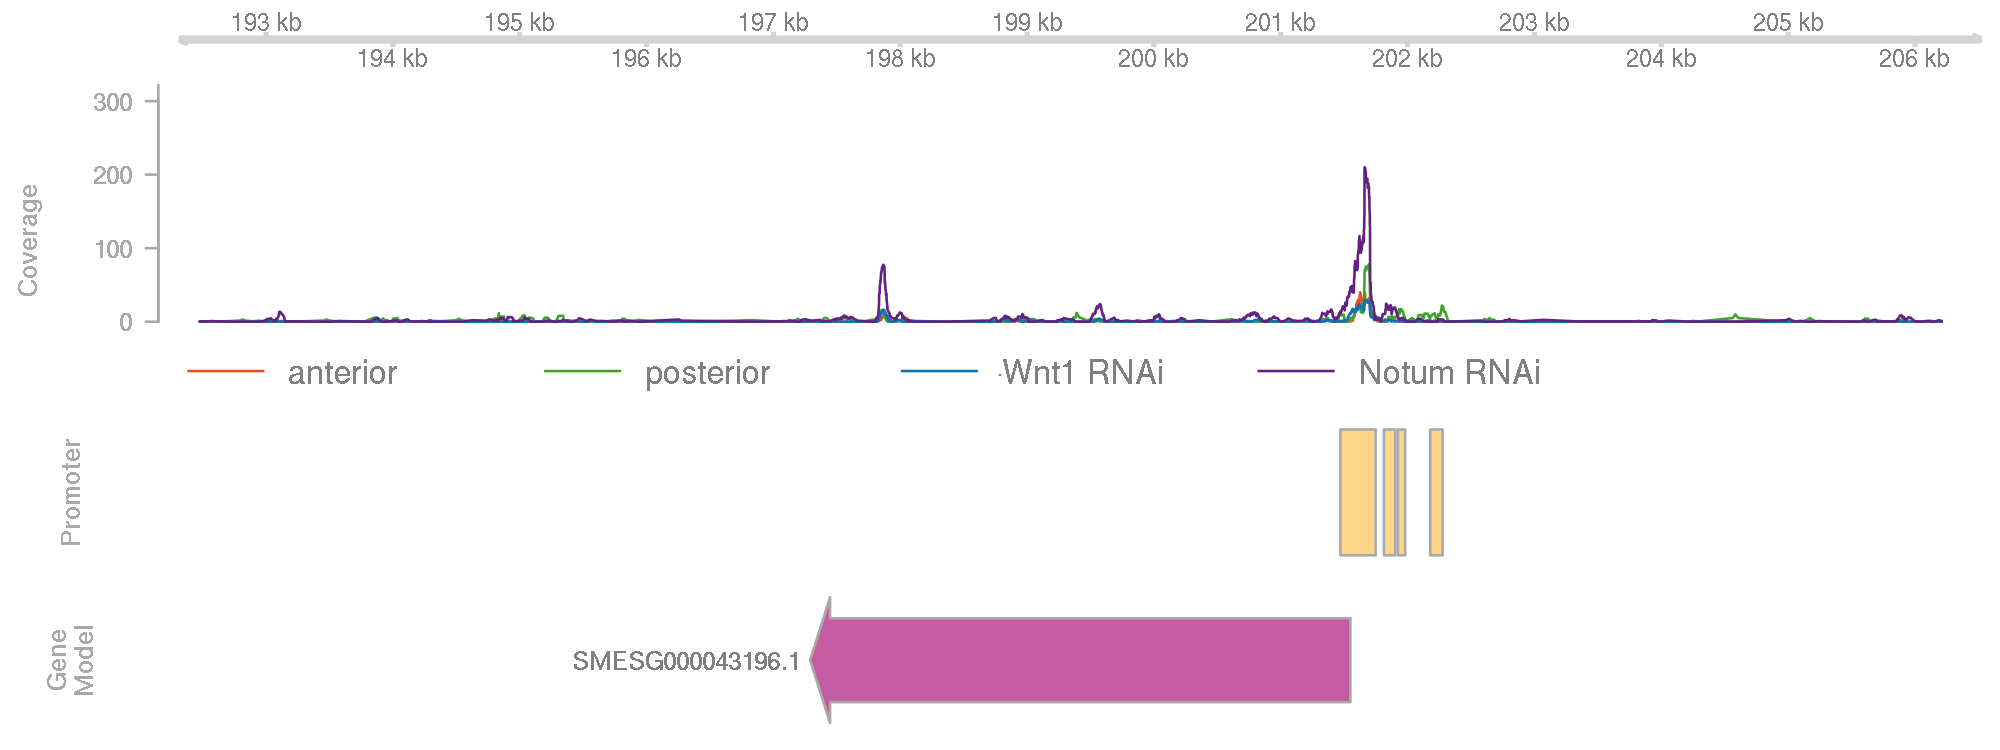 193 kb 195 kb 197 kb 199 kb 201 kb 203 kb 205 kb
194 kb 196 kb 198 kb 200 kb 202 kb 204 kb 206 kb
300
200
100
0
Coverage
anterior posterior Wnt1 RNAi Notum RNAi
Promoter
Gene
Model
SMESG000043196.1